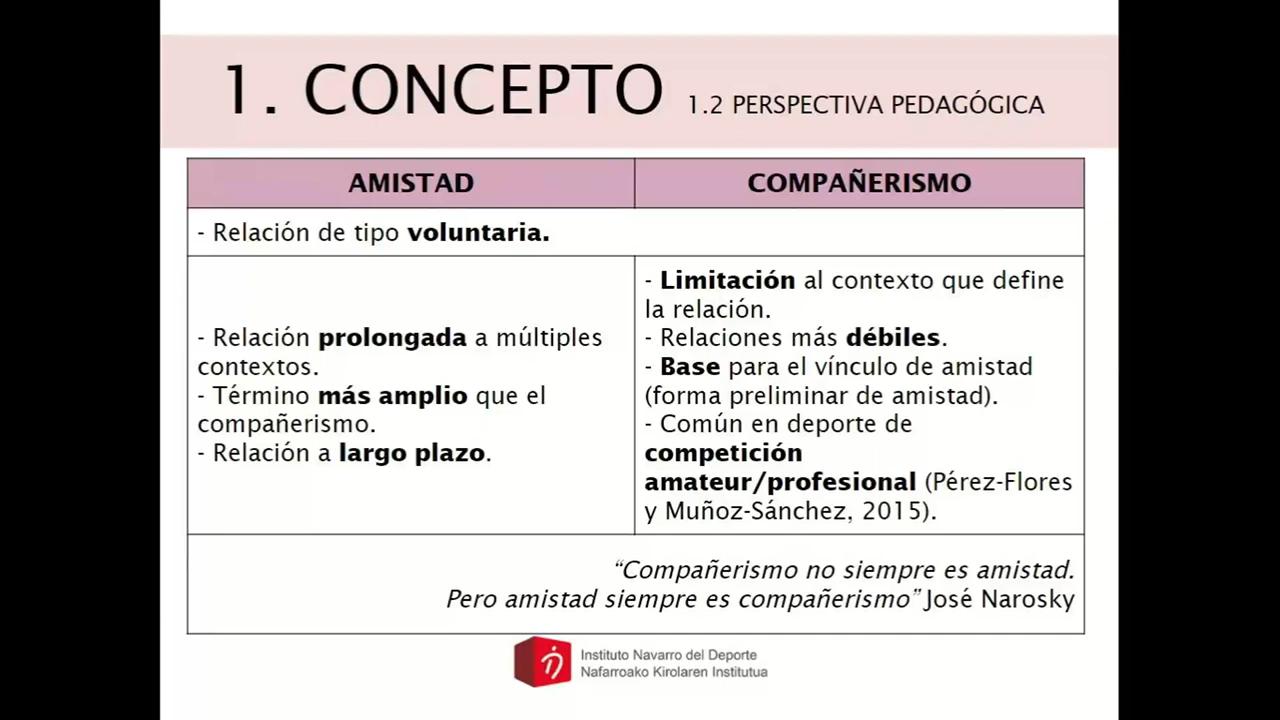 1. CONCEPTO 1.2 PERSPECTIVA PEDAGÓGICA
AMISTAD
COMPAÑERISMO
- Relación de tipo voluntaria.
- Relación prolongada a múltiples
contextos.
- Término más amplio que el
compañerismo.
- Relación a largo plazo.
- Limitación al contexto que define
la relación.
- Relaciones más débiles.
- Base para el vínculo de amistad
(forma preliminar de amistad).
- Común en deporte de
competición
amateur/profesional (Pérez-Flores
y Muñoz-Sánchez, 2015).
“Compañerismo no siempre es amistad.
Pero amistad siempre es compañerismo” José Narosky
Instituto Navarro del Deporte
Nafarroako Kirolaren Institutua